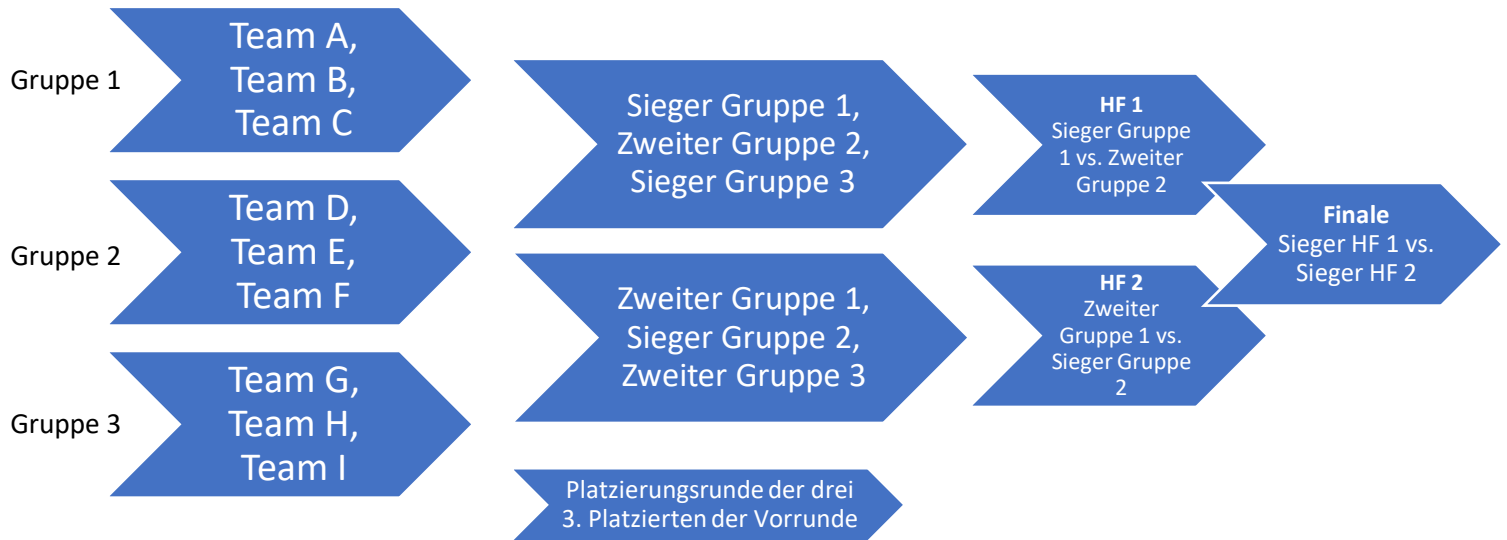 Gruppe 1
Team A,
Team B,
Team C
Gruppe 2
Team D,
Team E,
Team F
Gruppe 3
Team G,
Team H,
Team I
Sieger Gruppe 1,
Zweiter Gruppe 2,
Sieger Gruppe 3
Zweiter Gruppe 1,
Sieger Gruppe 2,
Zweiter Gruppe 3
Platzierungsrunde der drei
3. Platzierten der Vorrunde
HF 1
Sieger Gruppe
1 vs. Zweiter
Gruppe 2
HF 2
Zweiter
Gruppe 1 vs.
Sieger Gruppe
2
Finale
Sieger HF 1 vs.
Sieger HF 2